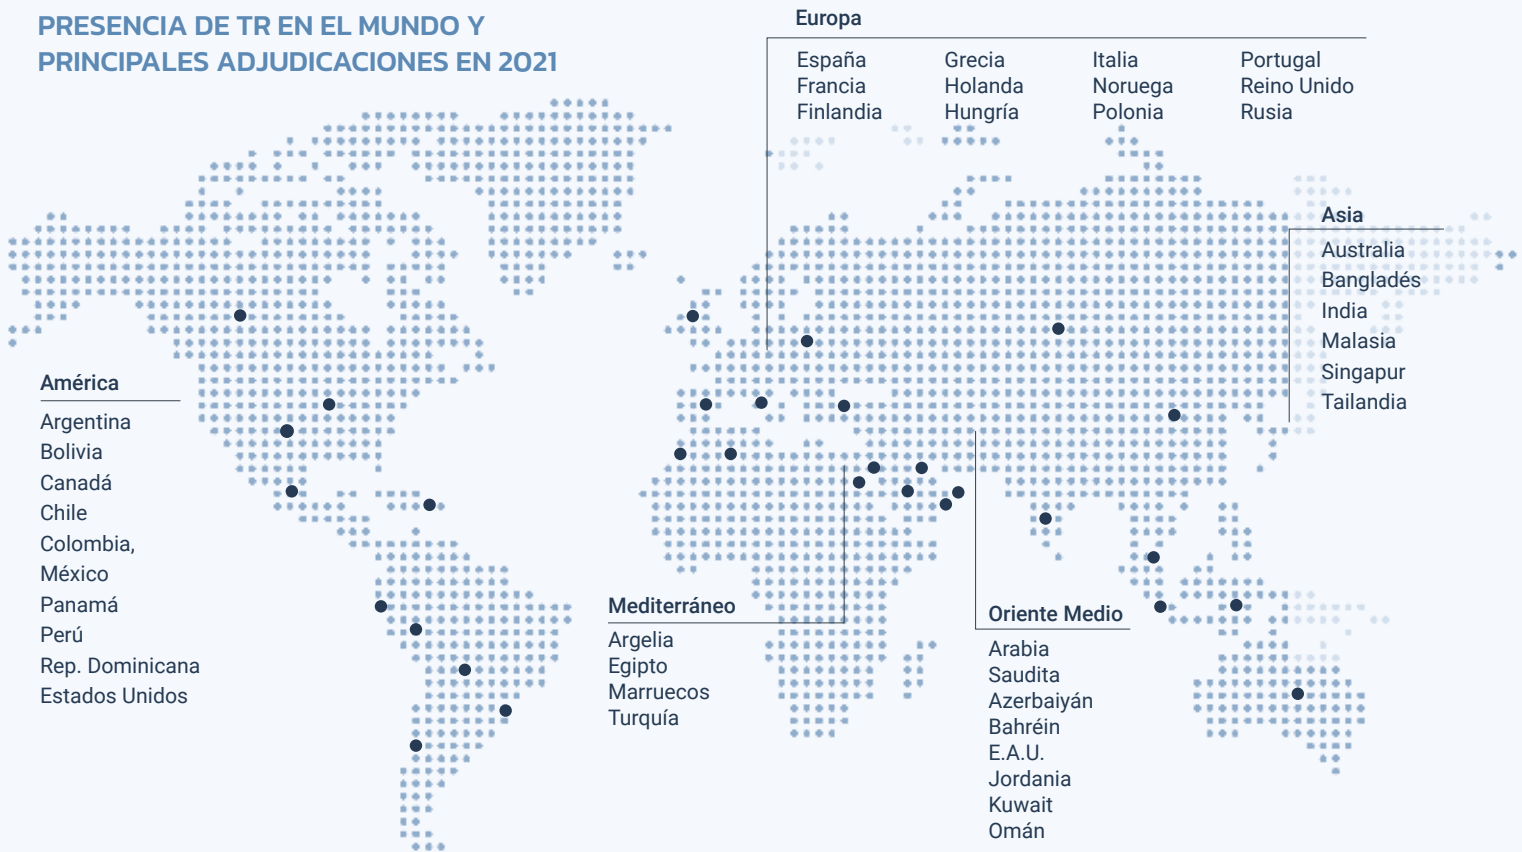 PRESENCIA DE TR EN EL MUNDO Y
PRINCIPALES ADJUDICACIONES EN 2021
Europa
España
Francia
Finlandia
Grecia
Holanda
Hungría
Italia
Noruega
Polonia
Portugal
Reino Unido
Rusia
Asia
Australia
Bangladés
India
Malasia
Singapur
Tailandia
América
Argentina
Bolivia
Canadá
Chile
Colombia,
México
Panamá
Perú
Rep. Dominicana
Estados Unidos
Mediterráneo
Argelia
Egipto
Marruecos
Turquía
Oriente Medio
Arabia
Saudita
Azerbaiyán
Bahréin
E.A.U.
Jordania
Kuwait
Omán